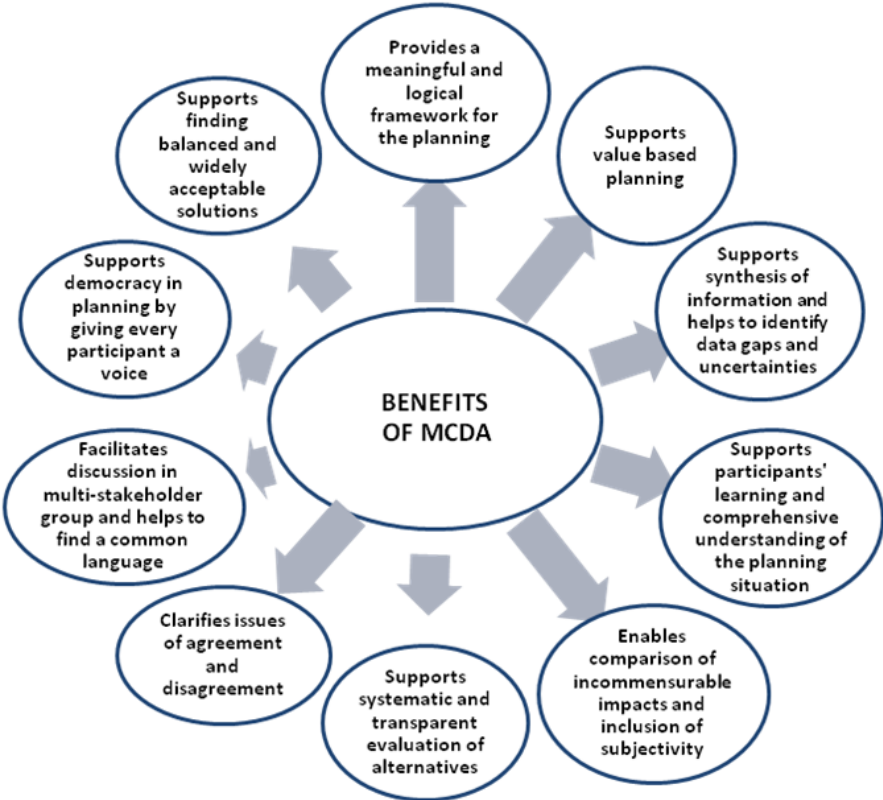 Provides a
meaningful and
logical
framework for
the planning
Supports
value based
planning
Supports
synthesis of
information and
helps to identify
data gaps and
uncertainties
Supports
participants'
learning and
comprehensive
understanding of
the planning
situation
Enables
comparison of
incommensurable
impacts and
inclusion of
subjectivity
Supports
systematic and
transparent
evaluation of
alternatives
Clarifies issues
of agreement
and
disagreement
Facilitates
discussion in
multi-stakeholder
group and helps to
find a common
language
Supports
democracy in
planning by
giving every
participant a
voice
Supports
finding
balanced and
widely
acceptable
solutions
BENEFITS
OF MCDA